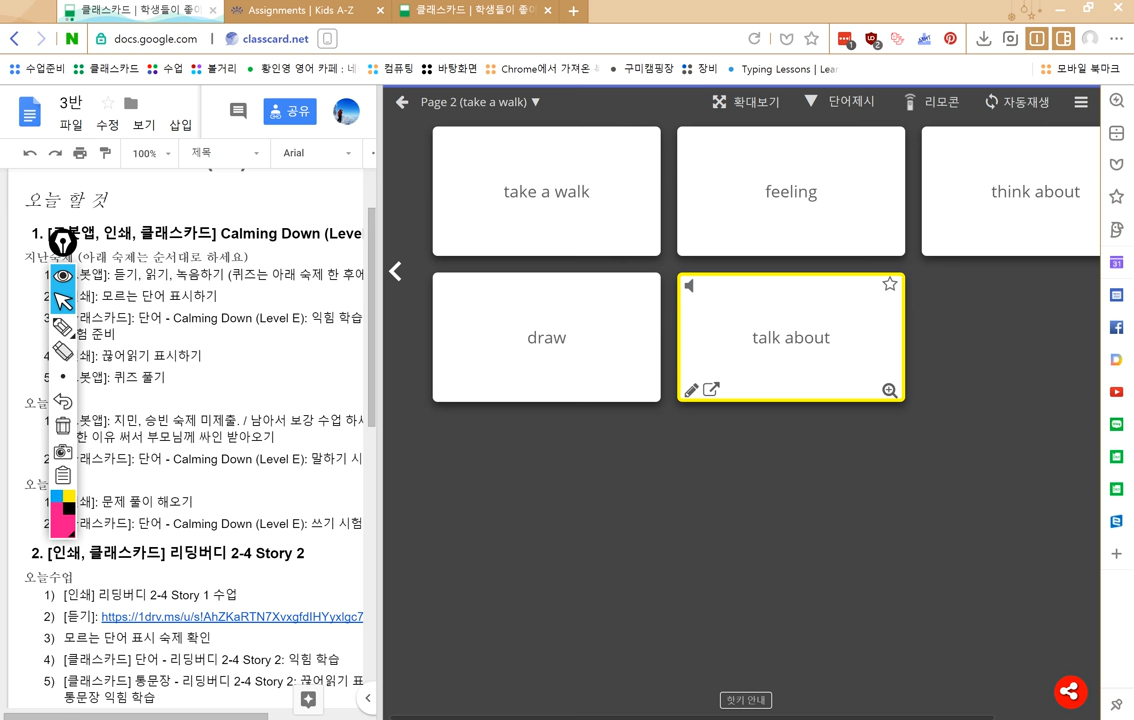 클래스카드 | 학생들이 좋아
Assignments | Kids A-Z
클래스카드 | 학생들이 좋아
docs.google.com
classcard.net
수업준비
클래스카드
수업
볼거리
황인영 영어 카페 : 네
컴퓨팅
바탕화면
Chrome에서 가져온
구미캠핑장
장비
Typing Lessons | Lear
모바일 북마크
3반
파일 수정 보기 삽입
공유
100%
제목
Arial
오늘 할 것
1. 봇앱, 인쇄, 클래스카드] Calming Down (Leve
지난숙제 (아래 숙제는 순서대로 하세요)
봇앱]: 듣기, 읽기, 녹음하기 (퀴즈는 아래 숙제 한 후에
쇄]: 모르는 단어 표시하기
래스카드]: 단어 - Calming Down (Level E): 익힘 학습
험 준비
쇄]: 끊어읽기 표시하기
봇앱]: 퀴즈 풀기
오늘
봇앱]: 지민, 승빈 숙제 미제출. / 남아서 보강 수업 하
한 이유 써서 부모님께 싸인 받아오기
래스카드]: 단어 - Calming Down (Level E): 말하기 시
오늘
쇄]: 문제 풀이 해오기
래스카드]: 단어 - Calming Down (Level E): 쓰기 시험
2. [인쇄, 클래스카드] 리딩버디 2-4 Story 2
오늘수업
1) [인쇄] 리딩버디 2-4 Story 1 수업
2) [듣기]: https://1drv.ms/u/s!AhZKaRTN7XvxgfdIHYyxlgc7
3) 모르는 단어 표시 숙제 확인
4) [클래스카드] 단어 - 리딩버디 2-4 Story 2: 익힘 학습
5) [클래스카드] 통문장 - 리딩버디 2-4 Story 2: 끊어읽기 표
통문장 익힘 학습
Page 2 (take a walk) ▼
확대보기
단어제시
리모콘
자동재생
take a walk
feeling
think about
draw
talk about
핫키 안내